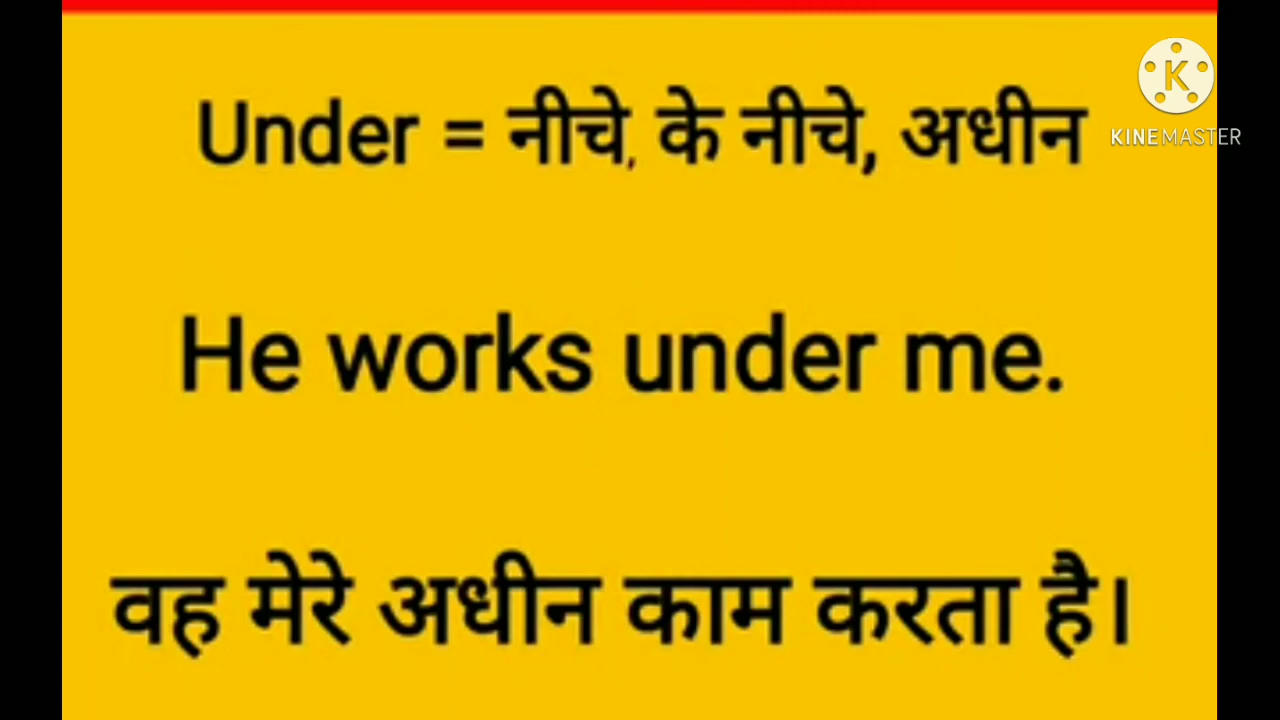 Under = नीचे, के नीचे, अधीन
K
KINEMASTER
He works under me.
वह मेरे अधीन काम करता है।